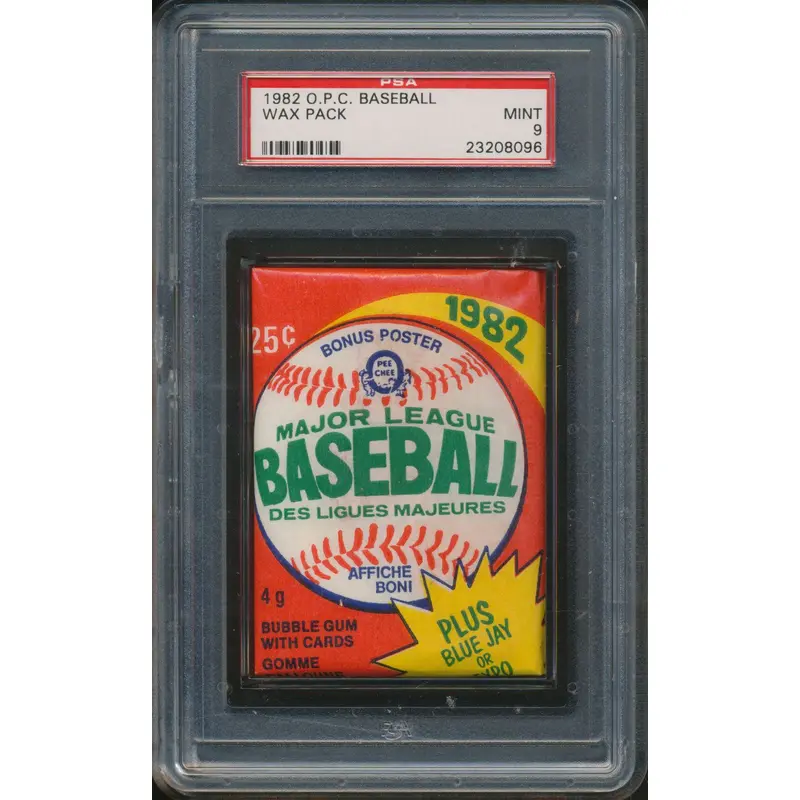 PSA
1982 O.P.C. BASEBALL
WAX PACK
MINT
9
23208096
1982
25¢
BONUS POSTER
PEE
CHEE
MAJOR LEAGUE
BASEBALL
DES LIGUES MAJEURES
AFFICHE
BONI
4 g
BUBBLE GUM
WITH CARDS
GOMME
PLUS
BLUE JAY
OR